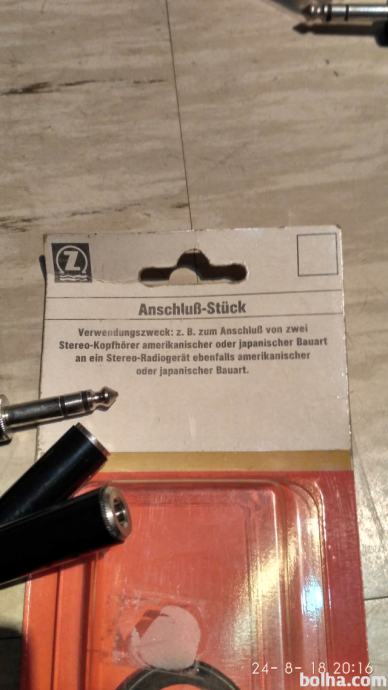 Z
Anschluß-Stück
Verwendungszweck: z. B. zum Anschluß von zwei
Stereo-Kopfhörer amerikanischer oder japanischer Bauart
an ein Stereo-Radiogerät ebenfalls amerikanischer
oder japanischer Bauart.
24- 8- 18 20:16
bolha.com